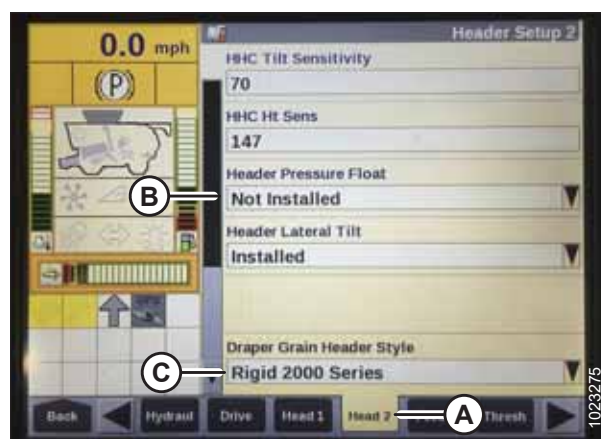 0.0 mph
Header Setup 2
(P)
HHC Tilt Sensitivity
70
HHC Ht Sens
147
Header Pressure Float
B
Not Installed
Header Lateral Tilt
Installed
Draper Grain Header Style
C
Rigid 2000 Series
Back
Hydraul
Drive
Head 1
Head 2
A
Thresh
1023275